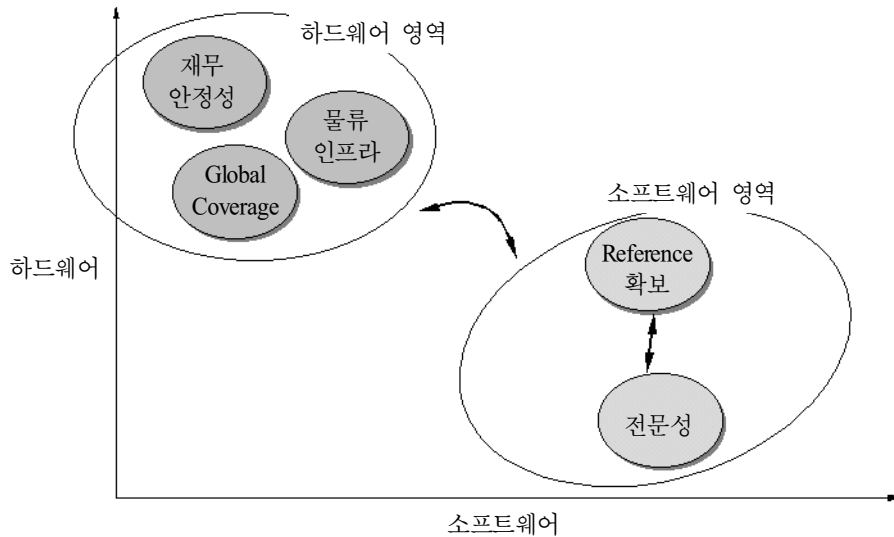 하드웨어 영역
재무
안정성
물류
인프라
Global
Coverage
소프트웨어 영역
하드웨어
Reference
확보
전문성
소프트웨어